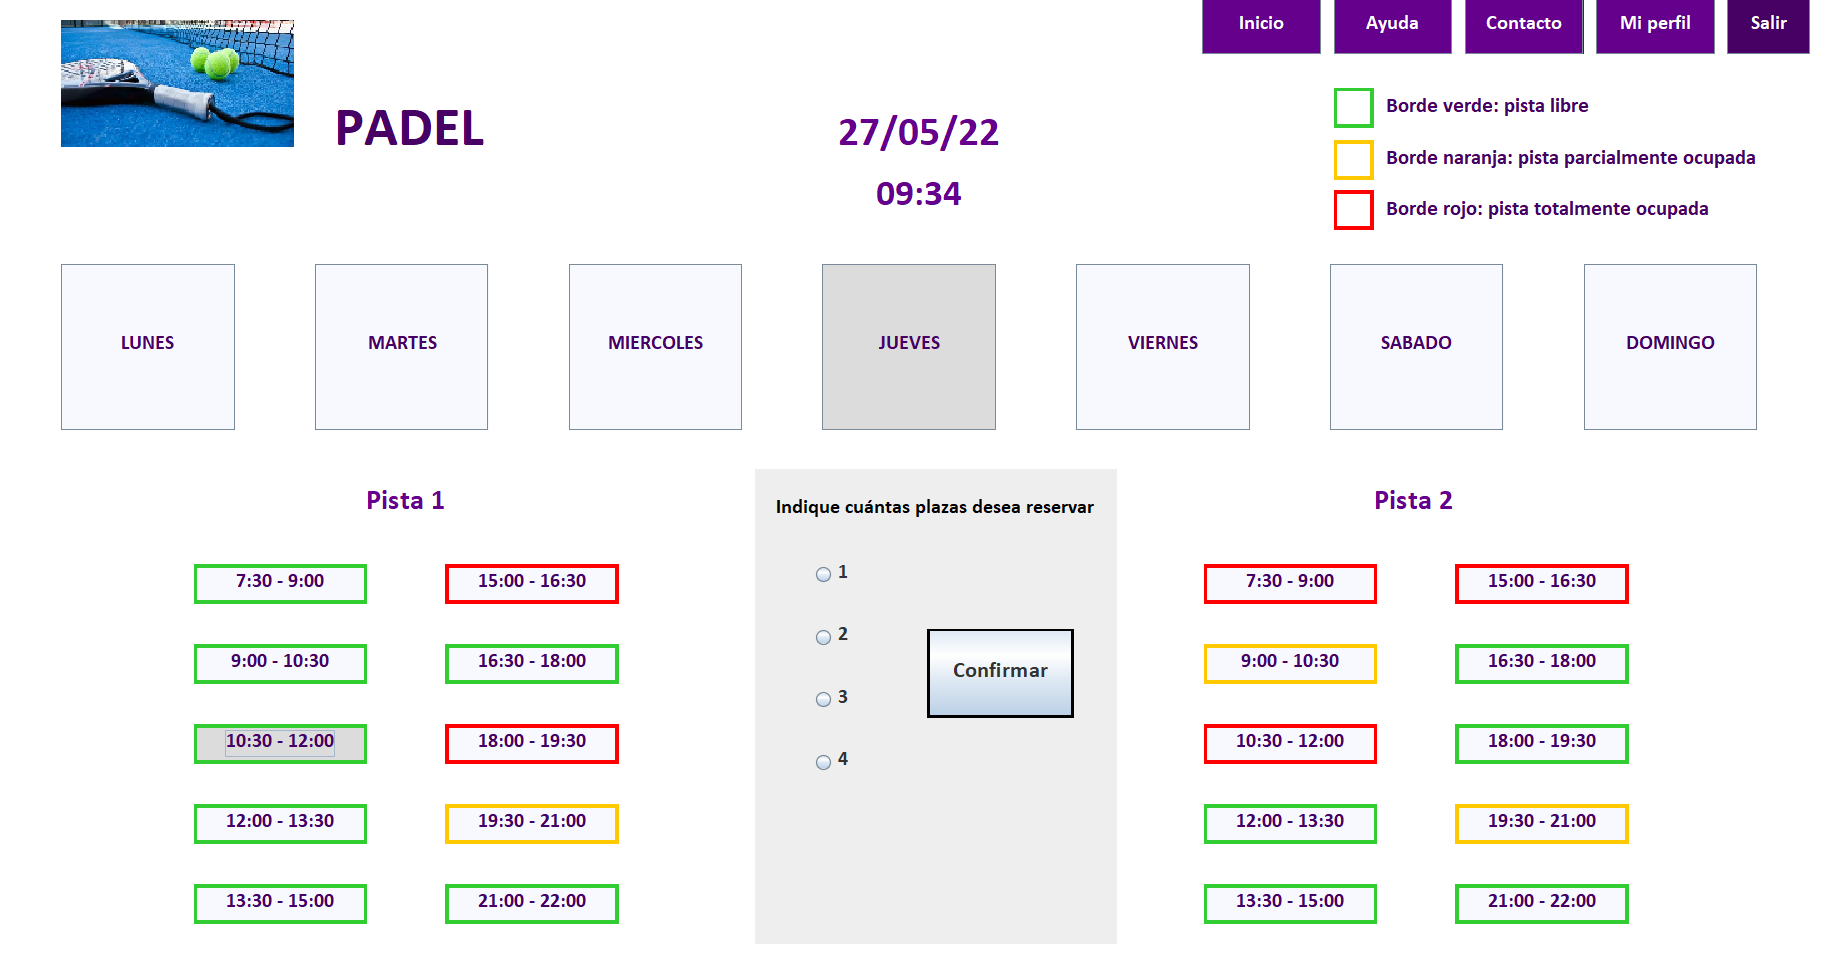 Inicio
Ayuda
Contacto
Mi perfil
Salir
PADEL
27/05/22
09:34
Borde verde: pista libre
Borde naranja: pista parcialmente ocupada
Borde rojo: pista totalmente ocupada
LUNES
MARTES
MIERCOLES
JUEVES
VIERNES
SABADO
DOMINGO
Pista 1
7:30 - 9:00
15:00 - 16:30
9:00 - 10:30
16:30 - 18:00
10:30 - 12:00
18:00 - 19:30
12:00 - 13:30
19:30 - 21:00
13:30 - 15:00
21:00 - 22:00
Indique cuántas plazas desea reservar
1
2
3
4
Confirmar
Pista 2
7:30 - 9:00
15:00 - 16:30
9:00 - 10:30
16:30 - 18:00
10:30 - 12:00
18:00 - 19:30
12:00 - 13:30
19:30 - 21:00
13:30 - 15:00
21:00 - 22:00